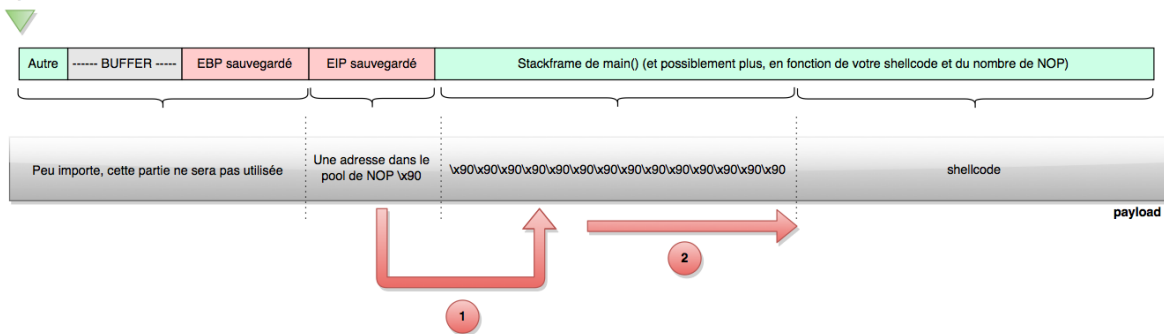 Autre
------ BUFFER -----
EBP sauvegardé
EIP sauvegardé
Stackframe de main() (et possiblement plus, en fonction de votre shellcode et du nombre de NOP)
Peu importe, cette partie ne sera pas utilisée
Une adresse dans le
pool de NOP \x90
\x90\x90\x90\x90\x90\x90\x90\x90\x90\x90\x90\x90\x90\x90
shellcode
payload
2
1